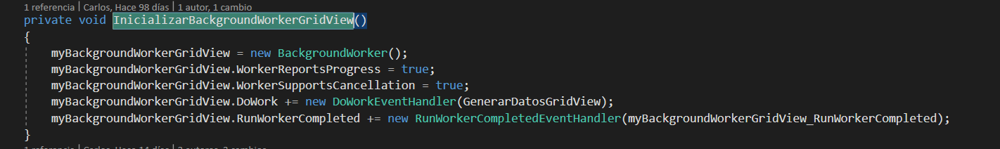 1 referencia | Carlos, Hace 98 días | 1 autor, 1 cambio
private void InicializarBackgroundWorkerGridView()
{
myBackgroundWorkerGridView = new BackgroundWorker();
myBackgroundWorkerGridView.WorkerReportsProgress = true;
myBackgroundWorkerGridView.WorkerSupportsCancellation = true;
myBackgroundWorkerGridView.DoWork += new DoWorkEventHandler(GenerarDatosGridView);
myBackgroundWorkerGridView.RunWorkerCompleted += new RunWorkerCompletedEventHandler(myBackgroundWorkerGridView_RunWorkerCompleted);
}
1 referencia | Carlos, Hace 14 días | 2 autores, 2 cambios